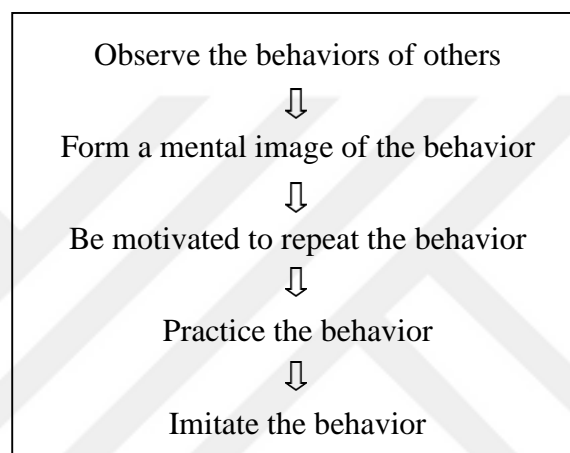 Observe the behaviors of others
⇩
Form a mental image of the behavior
⇩
Be motivated to repeat the behavior
⇩
Practice the behavior
⇩
Imitate the behavior